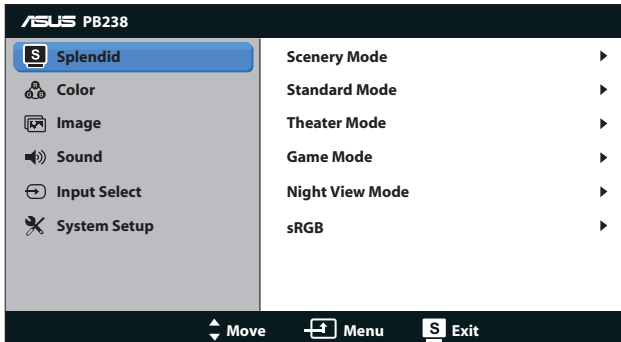 ASUS PB238
S Splendid
Color
Image
Sound
Input Select
System Setup
Scenery Mode
Standard Mode
Theater Mode
Game Mode
Night View Mode
sRGB
Move Menu S Exit